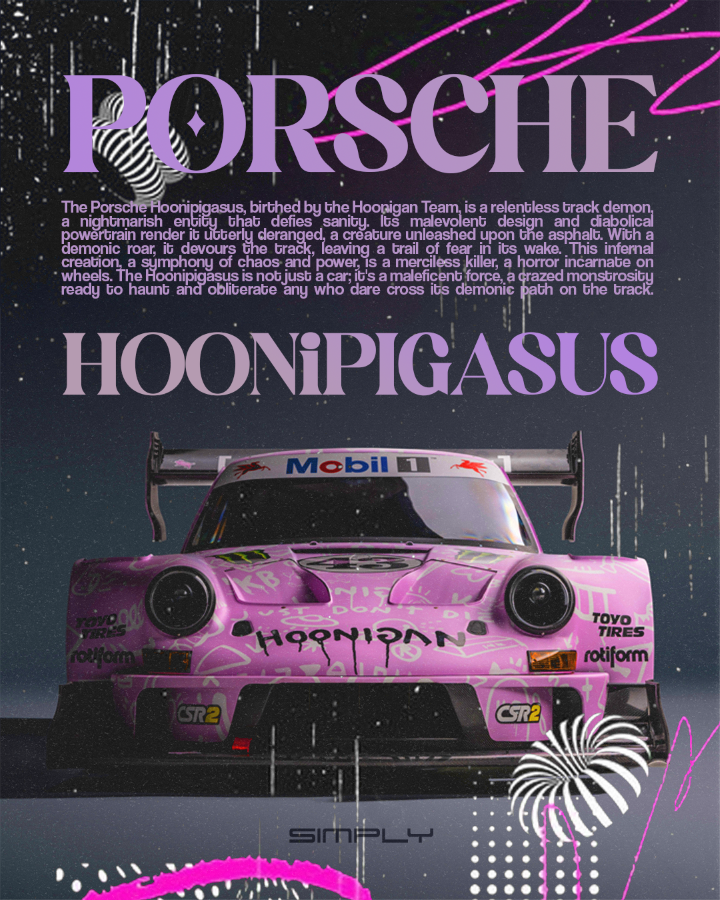 PORSCHE
The Porsche Hoonipigasus, birthed by the Hoonigan Team, is a relentless track demon,
a nightmarish entity that defies sanity. Its malevolent design and diabolical
powertrain render it utterly deranged, a creature unleashed upon the asphalt. With a
demonic roar, it devours the track, leaving a trail of fear in its wake. This infernal
creation, a symphony of chaos and power, is a merciless killer, a horror incarnate on
wheels. The Hoonipigasus is not just a car; it's a maleficent force, a crazed monstrosity
ready to haunt and obliterate any who dare cross its demonic path on the track.
HOONiPIGASUS
Mobil 1
43
KB
JUST DON'T DI
HOONIGAN
TOYO
TIRES
rotiform
TOYO
TIRES
rotiform
CSR2
CSR2
SIMPLY